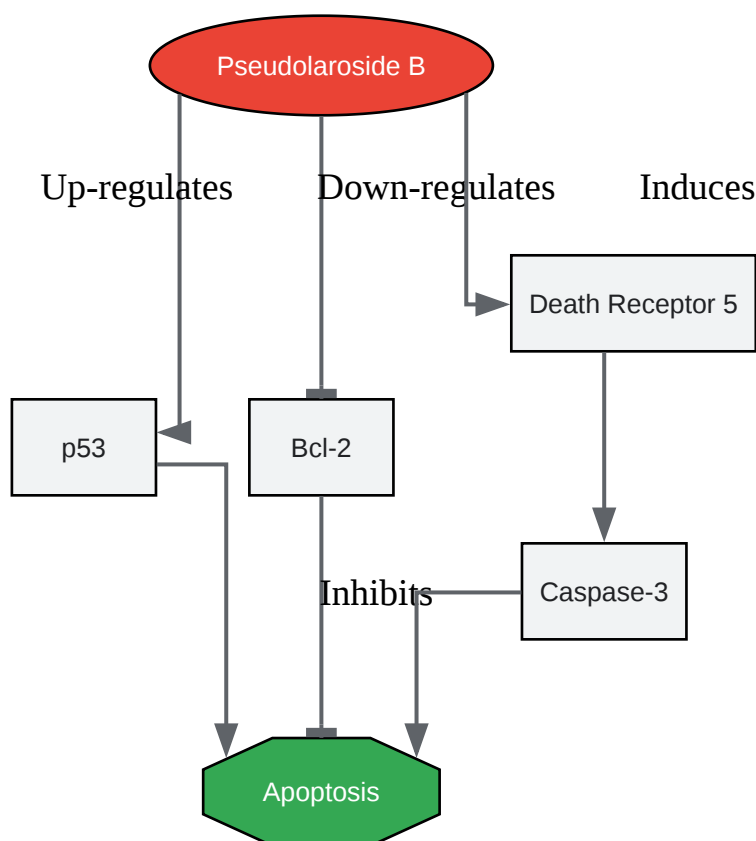 Pseudolaroside B
Up-regulates
Down-regulates
Induces
Death Receptor 5
p53
Bcl-2
Inhibits
Caspase-3
Apoptosis